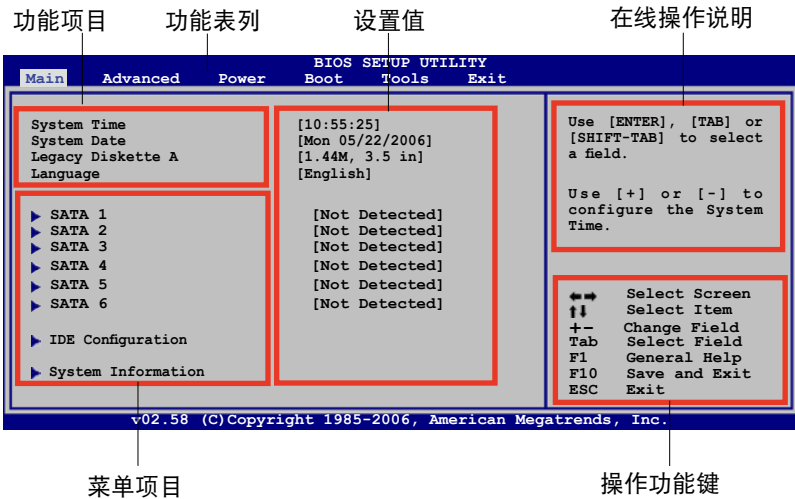 功能项目 功能表列 设置值 在线操作说明
BIOS SETUP UTILITY
Main Advanced Power Boot Tools Exit
System Time [10:55:25]
System Date [Mon 05/22/2006]
Legacy Diskette A [1.44M, 3.5 in]
Language [English]
SATA 1 [Not Detected]
SATA 2 [Not Detected]
SATA 3 [Not Detected]
SATA 4 [Not Detected]
SATA 5 [Not Detected]
SATA 6 [Not Detected]
IDE Configuration
System Information
Use [ENTER], [TAB] or
[SHIFT-TAB] to select
a field.
Use [+] or [-] to
configure the System
Time.
←→ Select Screen
↑↓ Select Item
+- Change Field
Tab Select Field
F1 General Help
F10 Save and Exit
ESC Exit
v02.58 (C)Copyright 1985-2006, American Megatrends, Inc.
菜单项目 操作功能键